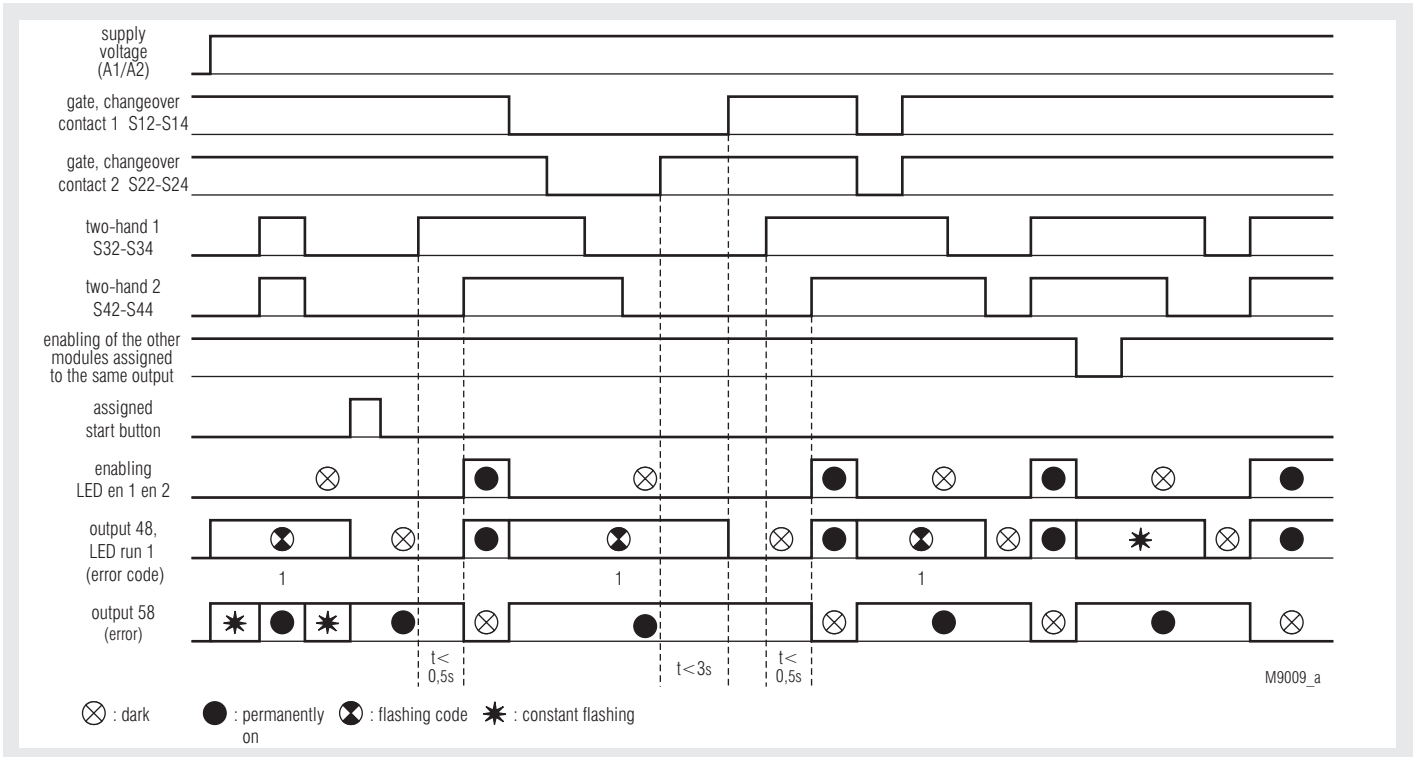 supply
voltage
(A1/A2)
gate, changeover
contact 1 S12-S14
gate, changeover
contact 2 S22-S24
two-hand 1
S32-S34
two-hand 2
S42-S44
enabling of the other
modules assigned
to the same output
assigned
start button
enabling
LED en 1 en 2
output 48,
LED run 1
(error code)
1
1
1
output 58
(error)
t<
0,5s
t<3s
t<
0,5s
M9009_a
: dark
: permanently
on
: flashing code
: constant flashing